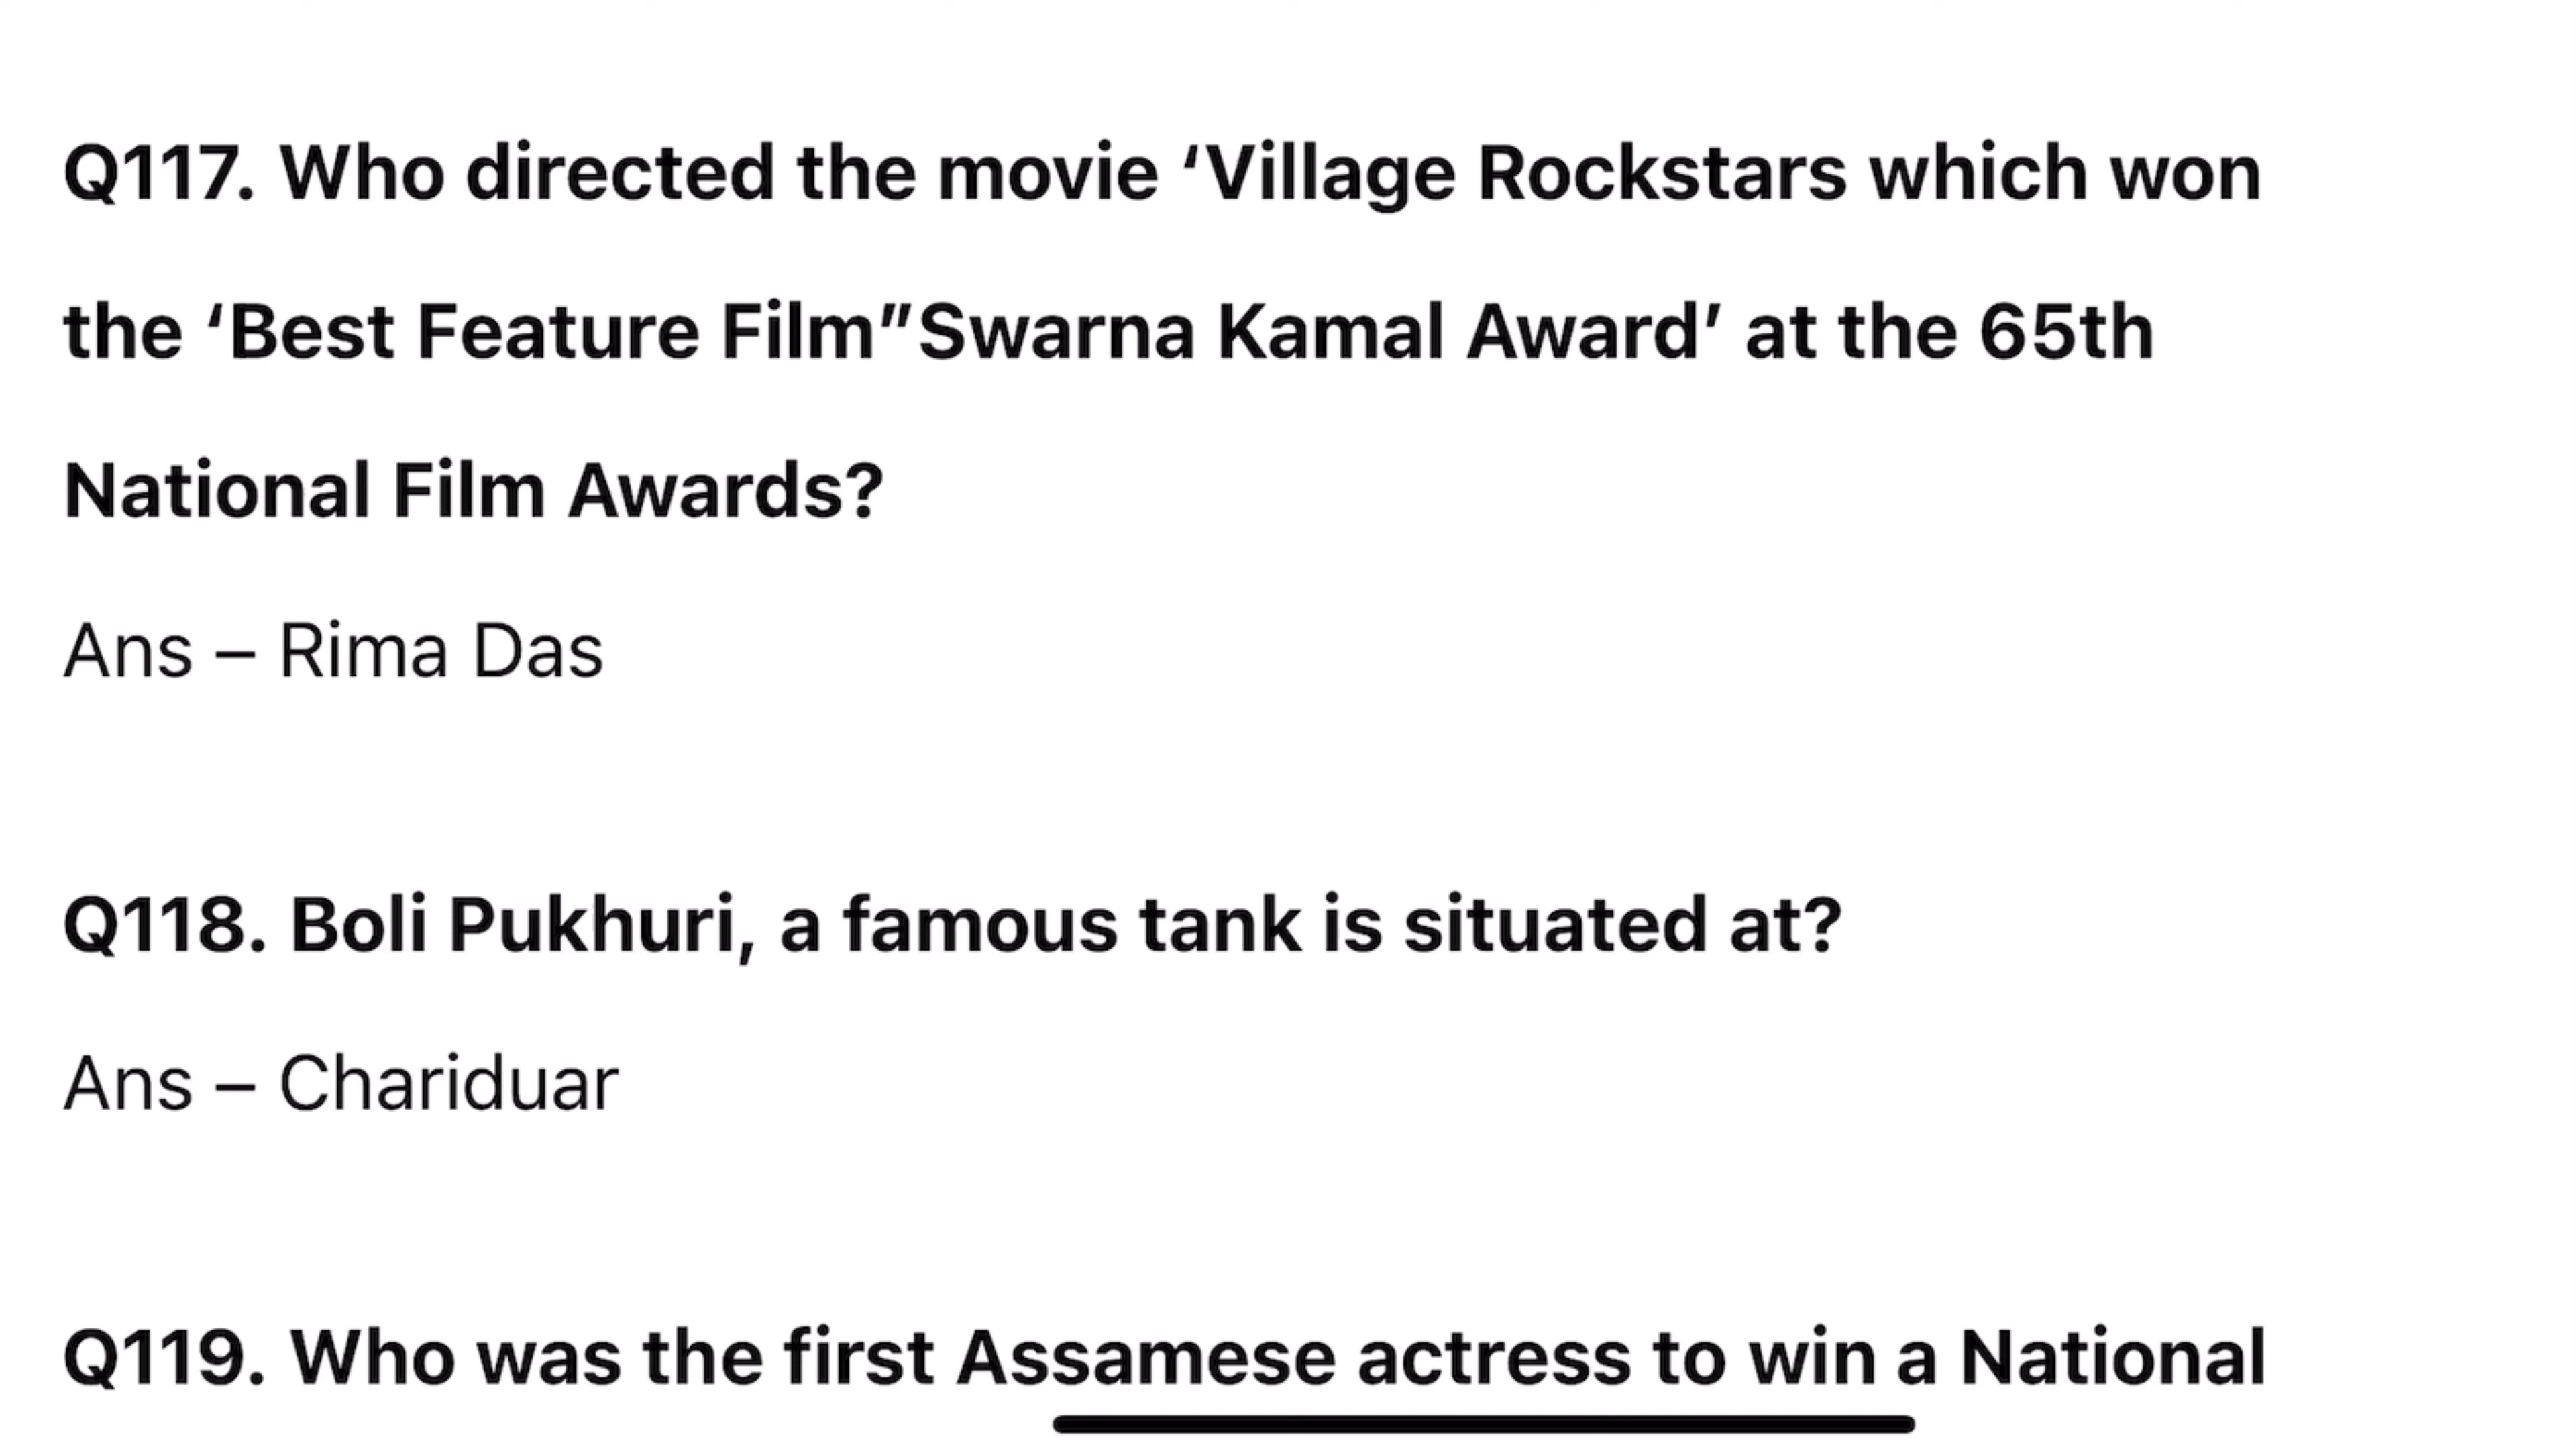 Q117. Who directed the movie ‘Village Rockstars which won
the ‘Best Feature Film”Swarna Kamal Award’ at the 65th
National Film Awards?
Ans – Rima Das
Q118. Boli Pukhuri, a famous tank is situated at?
Ans – Chariduar
Q119. Who was the first Assamese actress to win a National